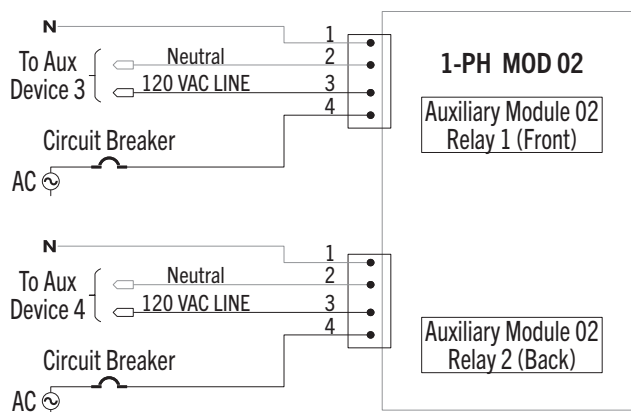 N
1
To Aux
Device 3
Neutral
2
120 VAC LINE
3
4
Circuit Breaker
AC
1-PH MOD 02
Auxiliary Module 02
Relay 1 (Front)
N
1
To Aux
Device 4
Neutral
2
120 VAC LINE
3
4
Circuit Breaker
AC
Auxiliary Module 02
Relay 2 (Back)